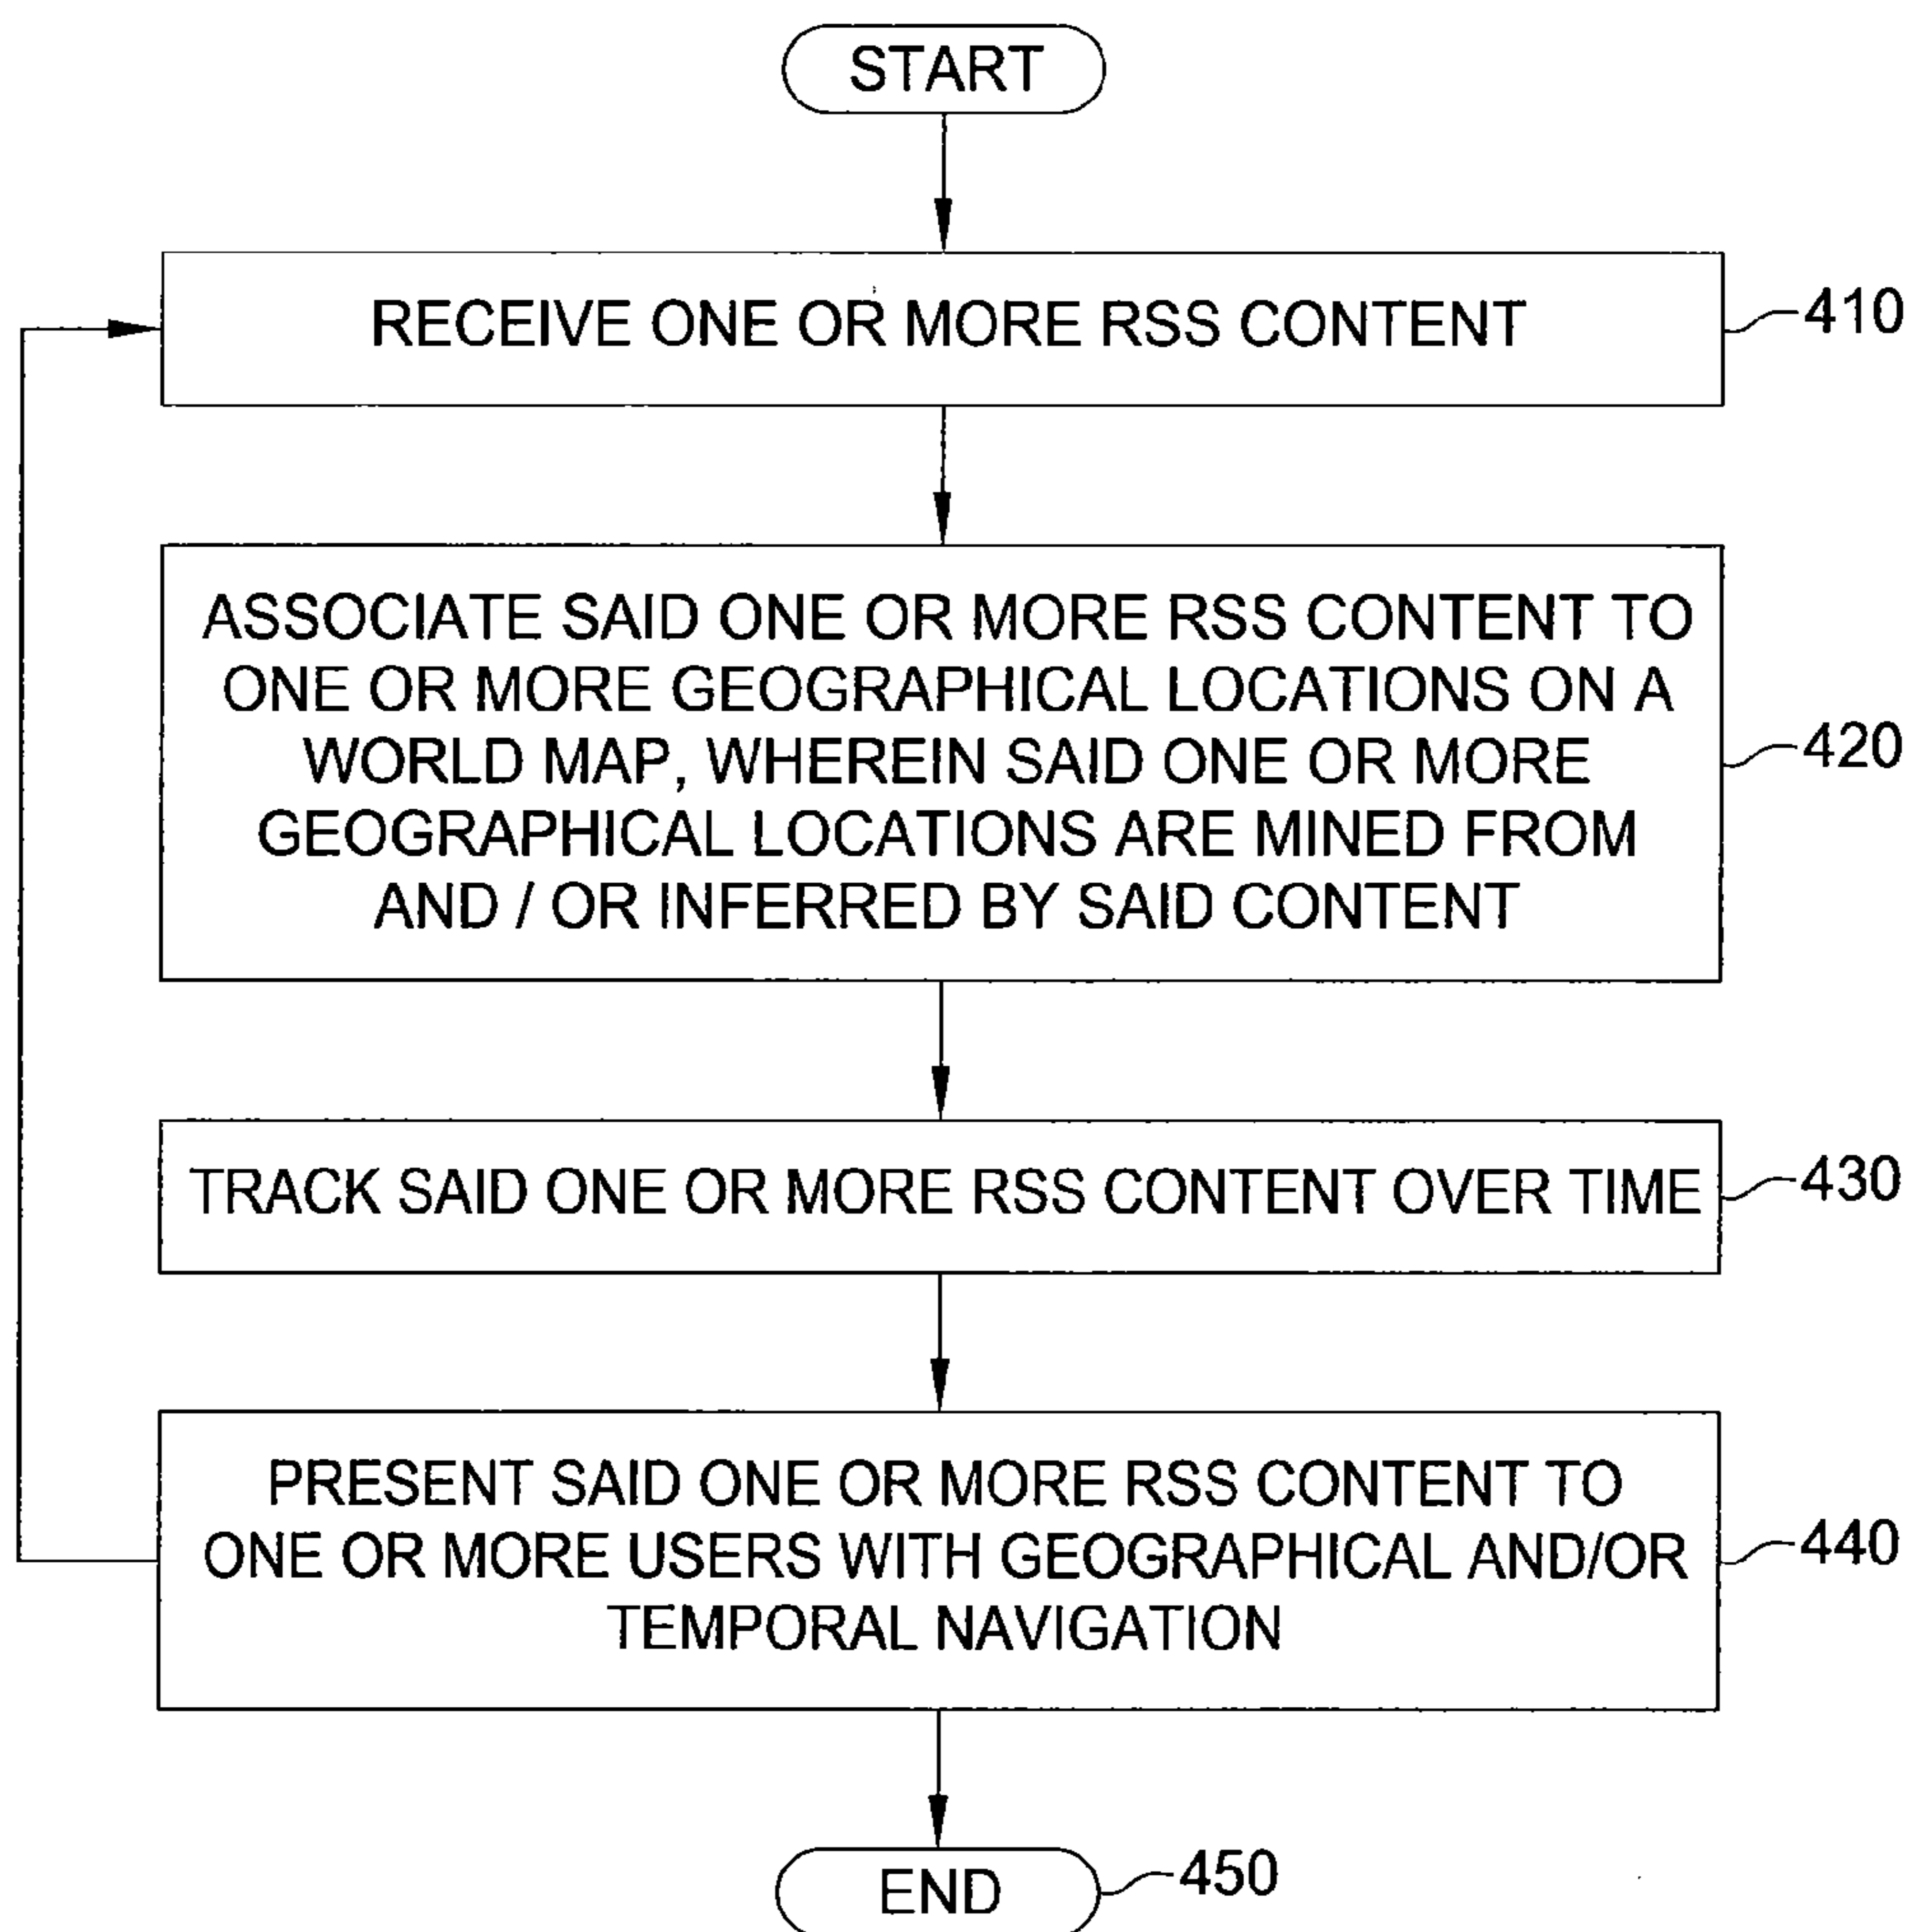 START
RECEIVE ONE OR MORE RSS CONTENT
410
ASSOCIATE SAID ONE OR MORE RSS CONTENT TO
ONE OR MORE GEOGRAPHICAL LOCATIONS ON A
WORLD MAP, WHEREIN SAID ONE OR MORE
GEOGRAPHICAL LOCATIONS ARE MINED FROM
AND / OR INFERRED BY SAID CONTENT
420
TRACK SAID ONE OR MORE RSS CONTENT OVER TIME
430
PRESENT SAID ONE OR MORE RSS CONTENT TO
ONE OR MORE USERS WITH GEOGRAPHICAL AND/OR
TEMPORAL NAVIGATION
440
END
450